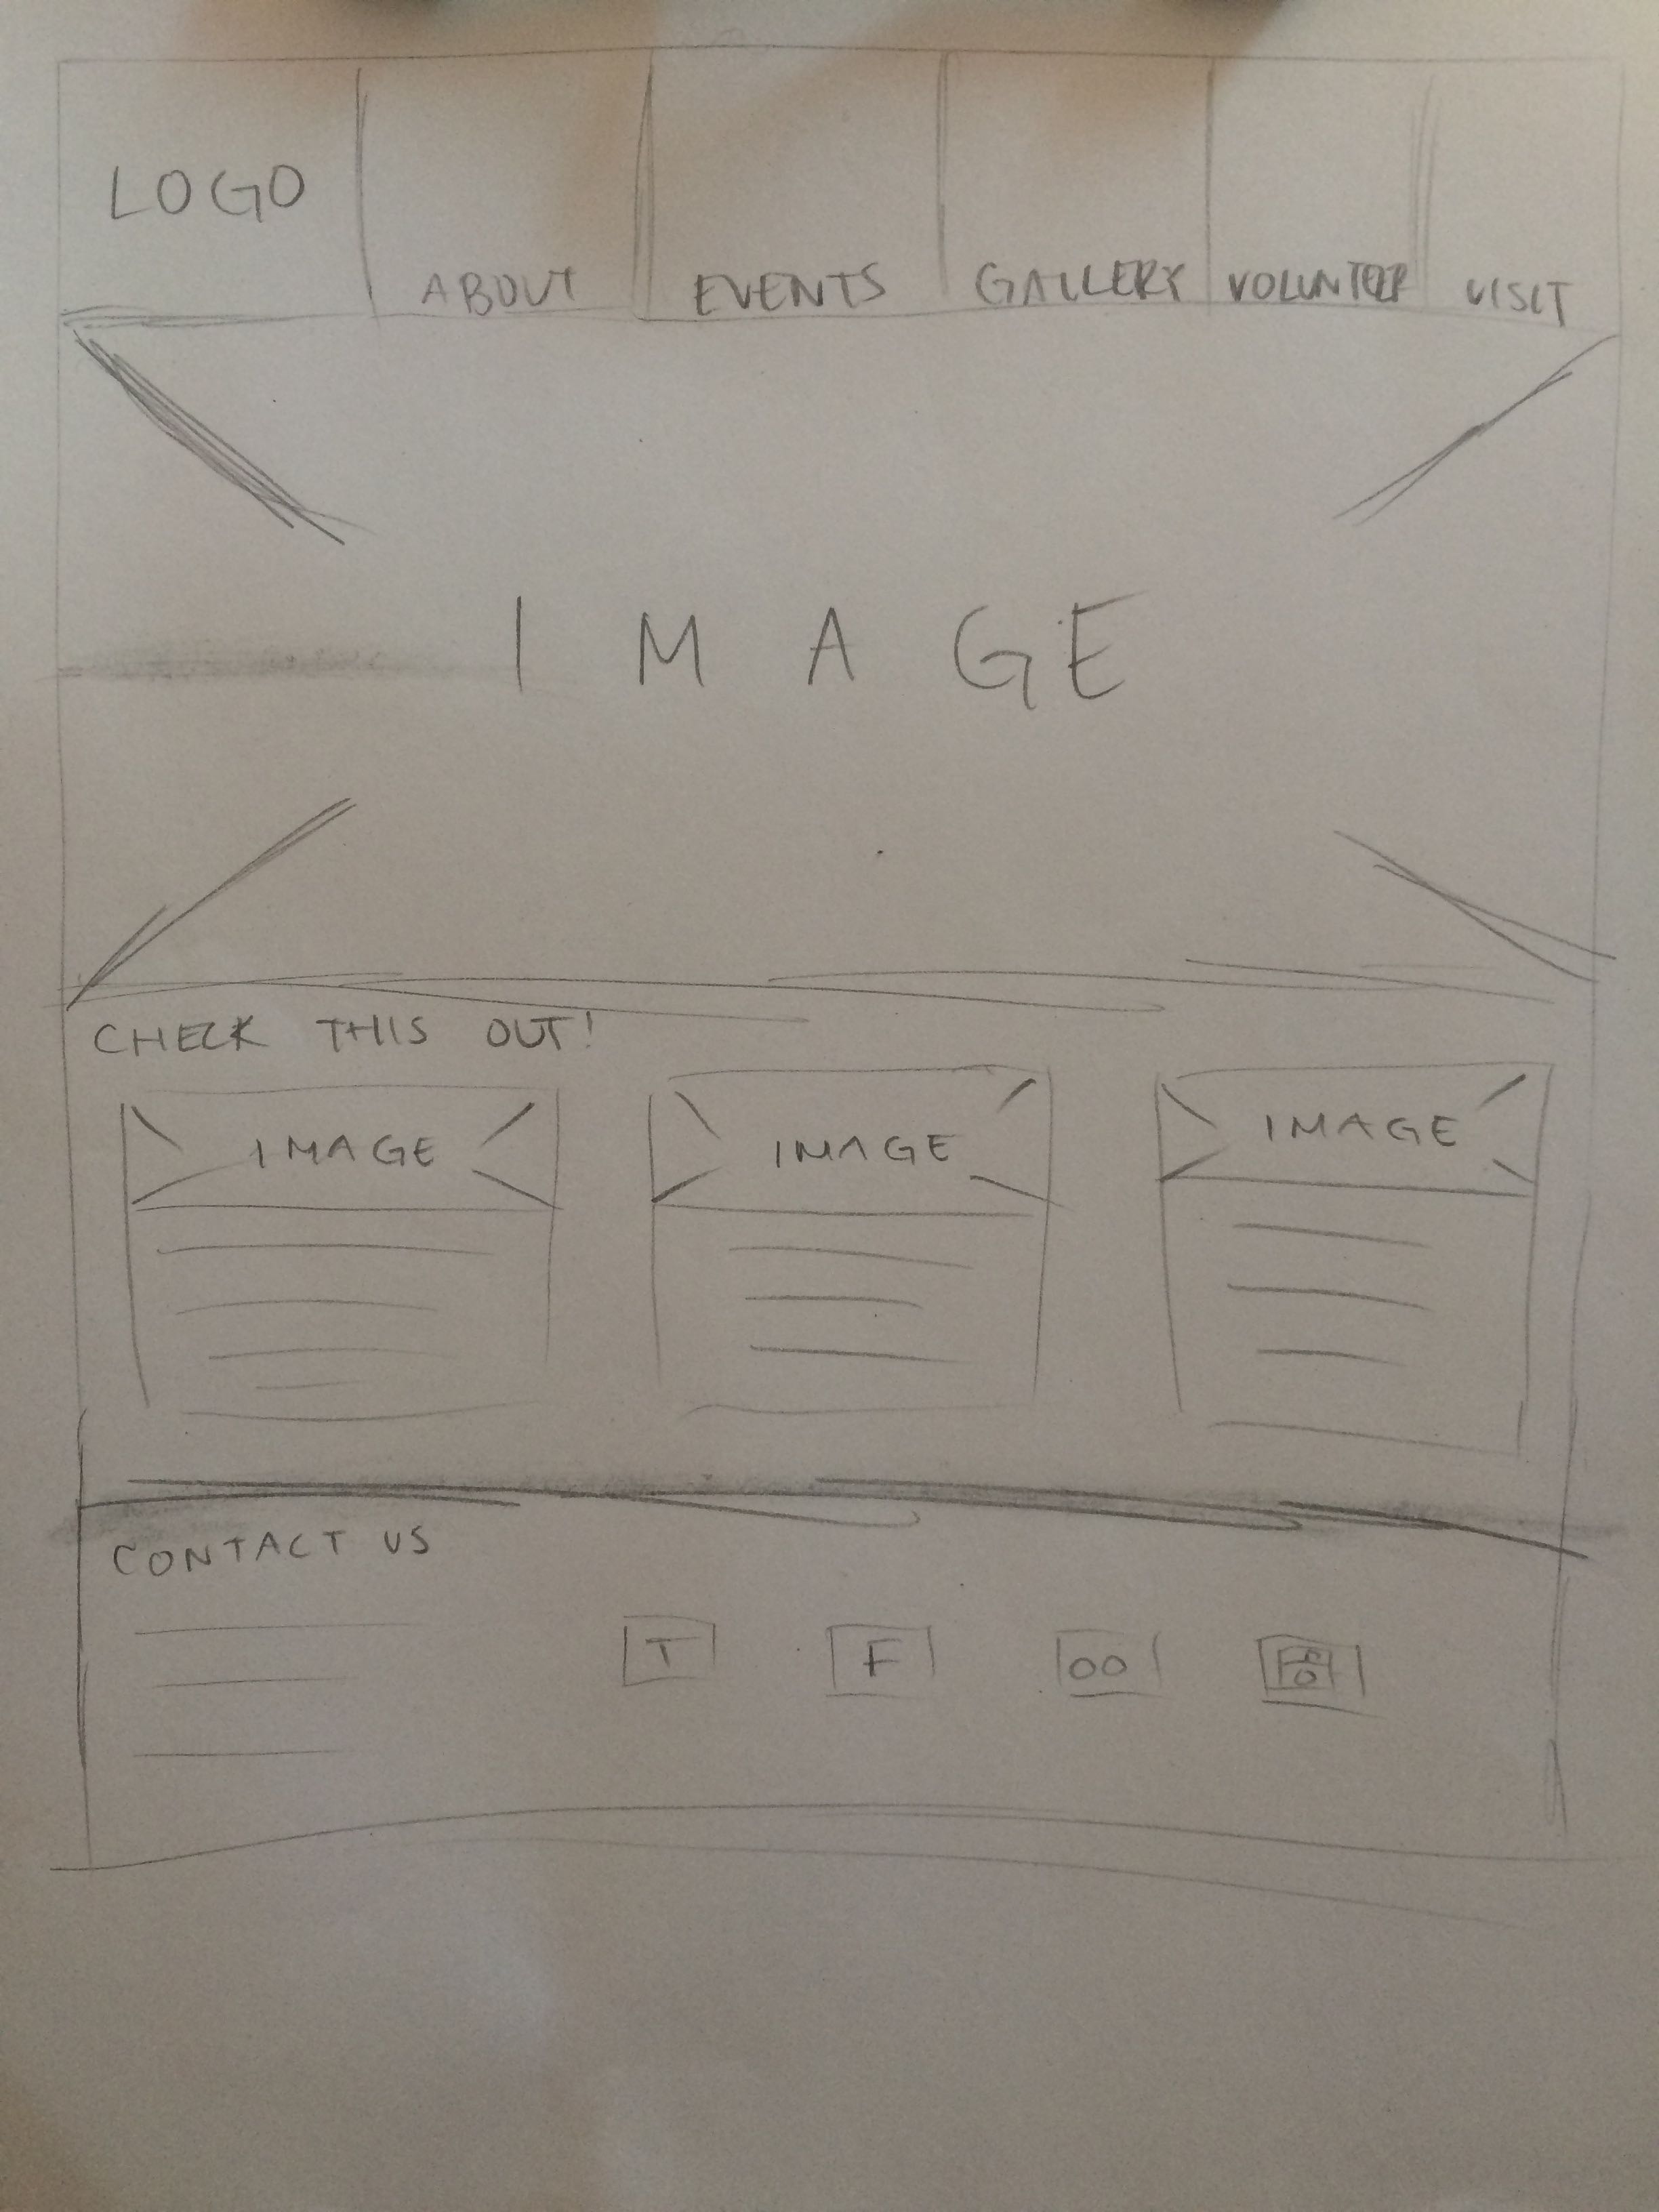 LOGO
ABOUT EVENTS GALLERY VOLUNTEER VISIT
IMAGE
CHECK THIS OUT!
IMAGE IMAGE IMAGE
CONTACT US
T F OO